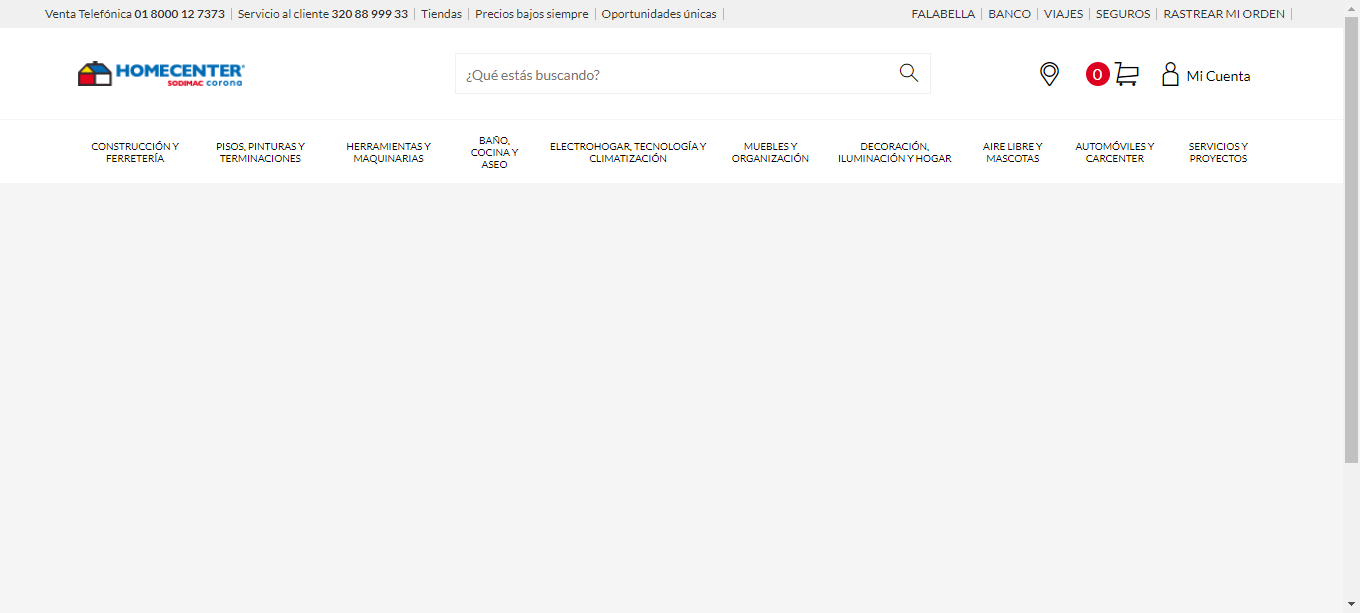 Venta Telefónica 01 8000 12 7373 | Servicio al cliente 320 88 999 33 | Tiendas | Precios bajos siempre | Oportunidades únicas |
FALABELLA | BANCO | VIAJES | SEGUROS | RASTREAR MI ORDEN |
HOMECENTER
SODIMAC corona
¿Qué estás buscando?
0
Mi Cuenta
CONSTRUCCIÓN Y
FERRETERÍA
PISOS, PINTURAS Y
TERMINACIONES
HERRAMIENTAS Y
MAQUINARIAS
BAÑO,
COCINA Y
ASEO
ELECTROHOGAR, TECNOLOGÍA Y
CLIMATIZACIÓN
MUEBLES Y
ORGANIZACIÓN
DECORACIÓN,
ILUMINACIÓN Y HOGAR
AIRE LIBRE Y
MASCOTAS
AUTOMÓVILES Y
CARCENTER
SERVICIOS Y
PROYECTOS